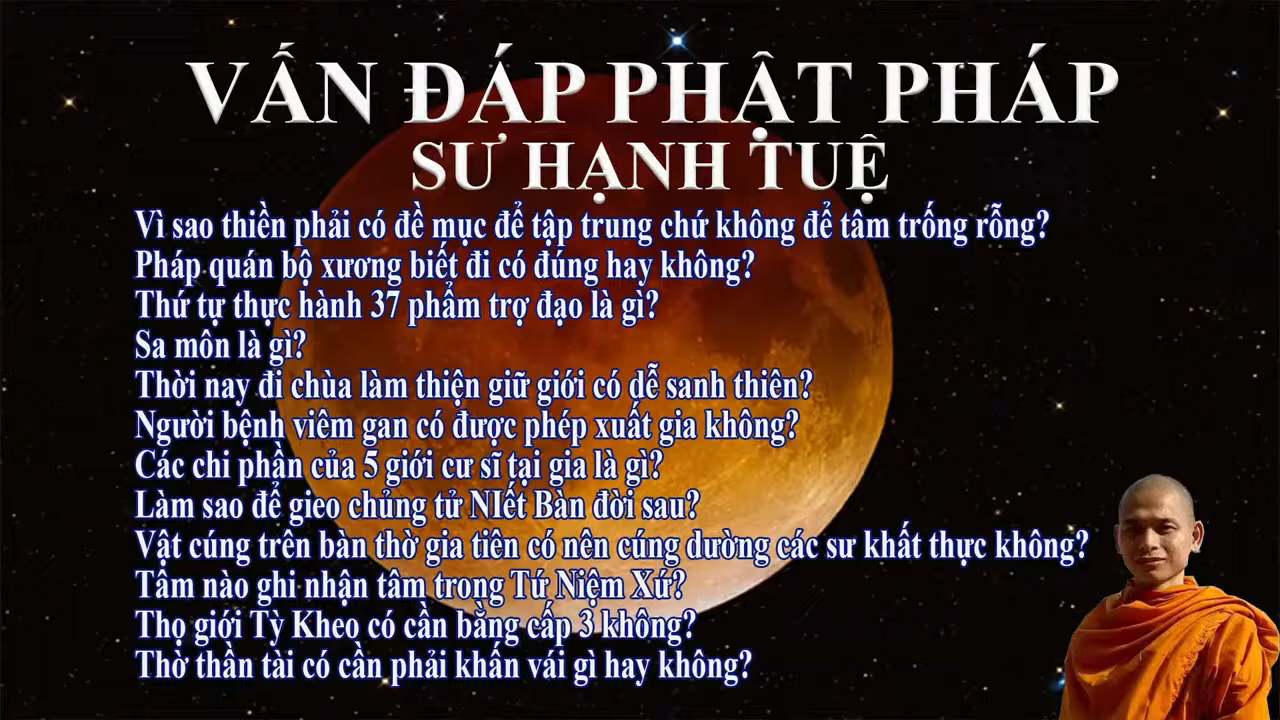 VẤN ĐÁP PHẬT PHÁP
SƯ HẠNH TUỆ
Vì sao thiền phải có đề mục để tập trung chứ không để tâm trống rỗng?
Pháp quán bộ xương biết đi có đúng hay không?
Thứ tự thực hành 37 phẩm trợ đạo là gì?
Sa môn là gì?
Thời nay đi chùa làm thiện giữ giới có dễ sanh thiên?
Người bệnh viêm gan có được phép xuất gia không?
Các chi phần của 5 giới cư sĩ tại gia là gì?
Làm sao để gieo chủng tử NIết Bàn đời sau?
Vật cúng trên bàn thờ gia tiên có nên cúng dường các sư khất thực không?
Tâm nào ghi nhận tâm trong Tứ Niệm Xứ?
Thọ giới Tỳ Kheo có cần bằng cấp 3 không?
Thờ thần tài có cần phải khấn vái gì hay không?